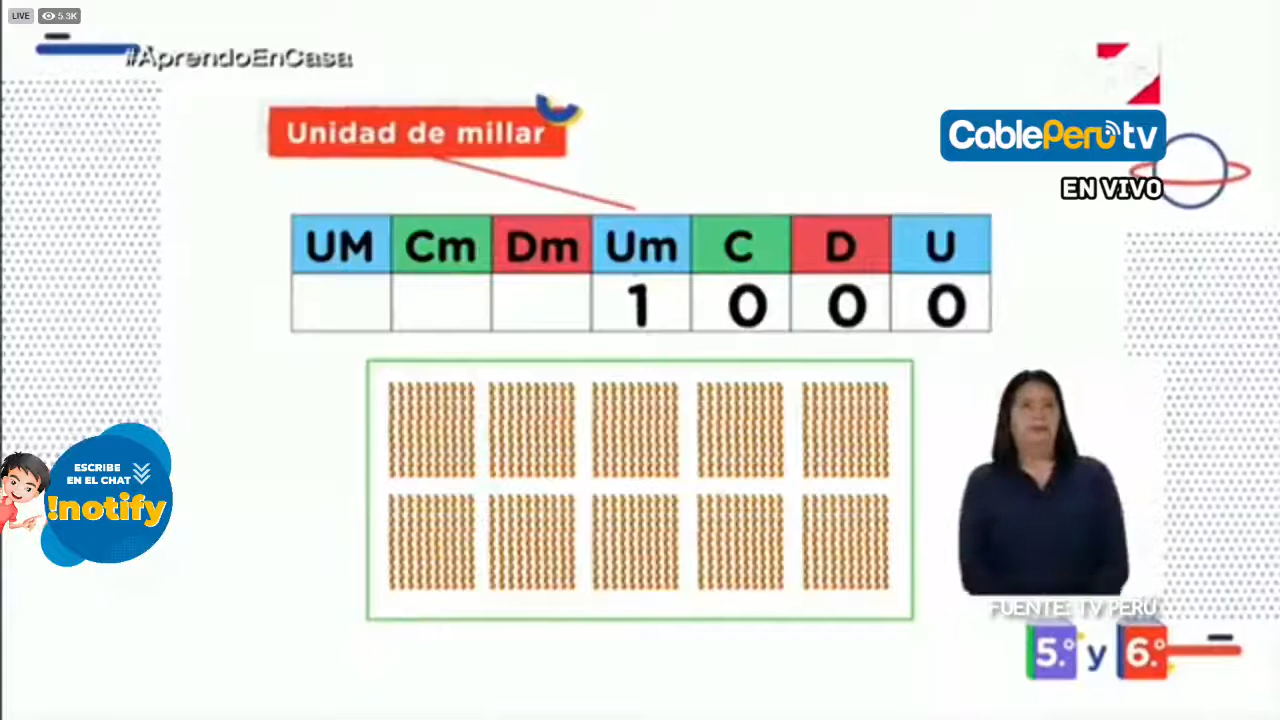 LIVE 5.3K
#AprendoEnCasa
Unidad de millar
CablePerú tv
EN VIVO
UM Cm Dm Um C D U
1 0 0 0
ESCRIBE
EN EL CHAT
!notify
FUENTE: TV PERÚ
5.° y 6.°